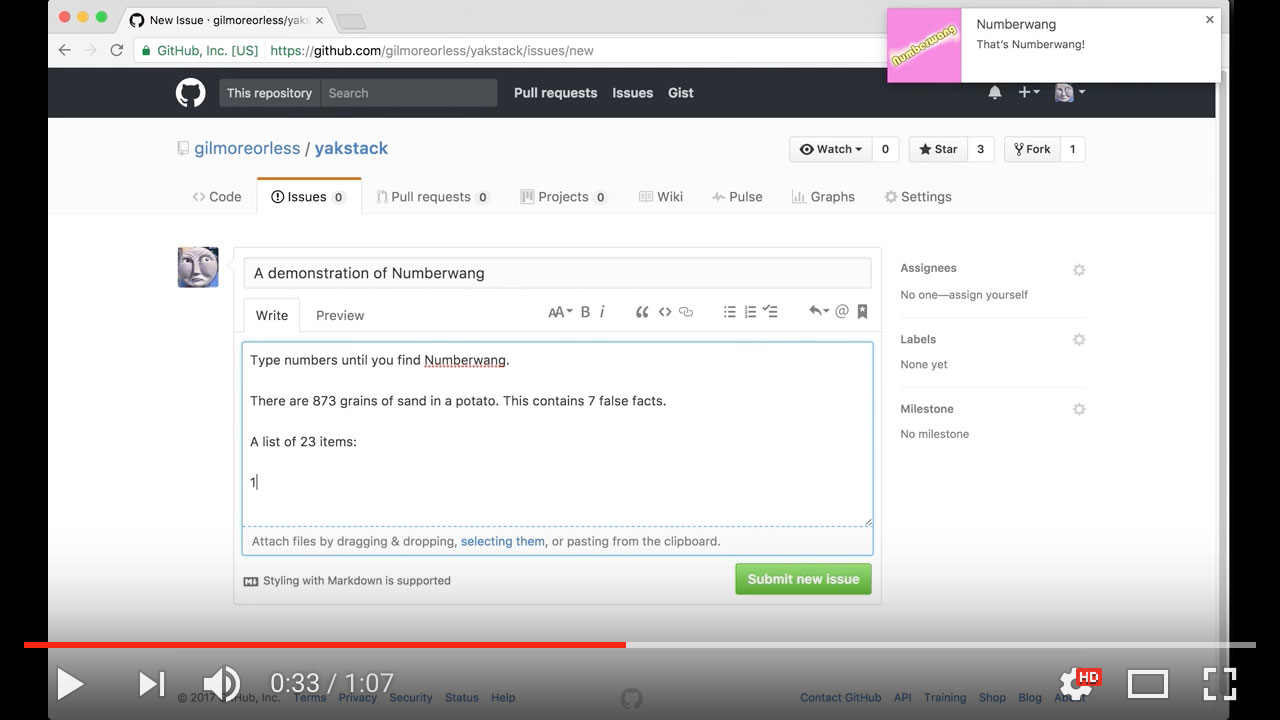 New Issue · gilmoreorless/yaks
GitHub, Inc. [US] https://github.com/gilmoreorless/yakstack/issues/new
Numberwang
Numberwang
That's Numberwang!
This repository Search Pull requests Issues Gist
gilmoreorless / yakstack
Watch 0 Star 3 Fork 1
Code Issues 0 Pull requests 0 Projects 0 Wiki Pulse Graphs Settings
A demonstration of Numberwang
Write Preview AA B i
Type numbers until you find Numberwang.
There are 873 grains of sand in a potato. This contains 7 false facts.
A list of 23 items:
1
Attach files by dragging & dropping, selecting them, or pasting from the clipboard.
Styling with Markdown is supported
Submit new issue
Assignees
No one—assign yourself
Labels
None yet
Milestone
No milestone
0:33 / 1:07
HD
© 2017 GitHub, Inc. Terms Privacy Security Status Help
Contact GitHub API Training Shop Blog About